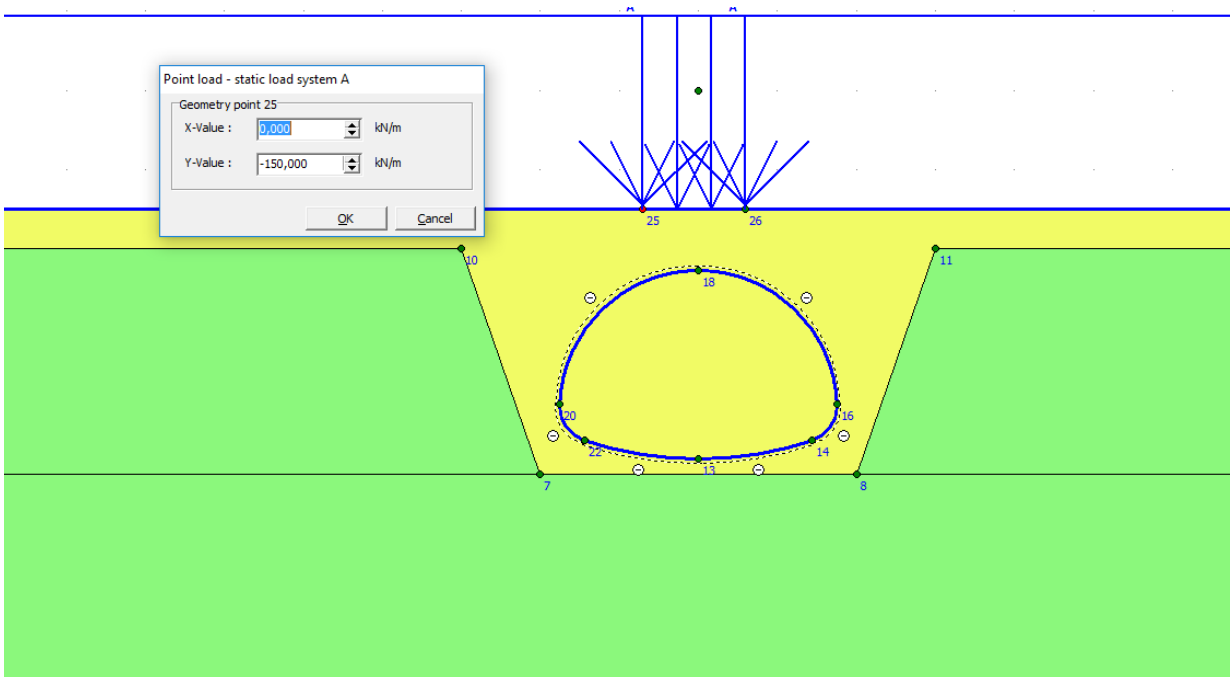 A A
Point load - static load system A
Geometry point 25
X-Value : 0,000 kN/m
Y-Value : -150,000 kN/m
OK Cancel
25 26
10 11
18
20 16
22 14
13
7 8